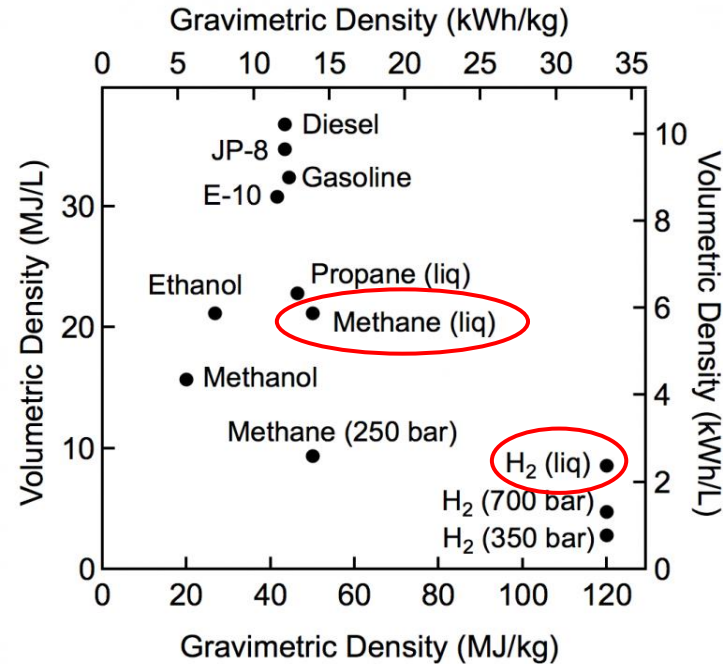 Gravimetric Density (kWh/kg)
0 5 10 15 20 25 30 35
Diesel
JP-8
Gasoline
E-10
Propane (liq)
Ethanol
Methane (liq)
Methanol
Methane (250 bar)
H₂ (liq)
H₂ (700 bar)
H₂ (350 bar)
Volumetric Density (MJ/L)
30
20
10
0
Volumetric Density (kWh/L)
10
8
6
4
2
0
0 20 40 60 80 100 120
Gravimetric Density (MJ/kg)